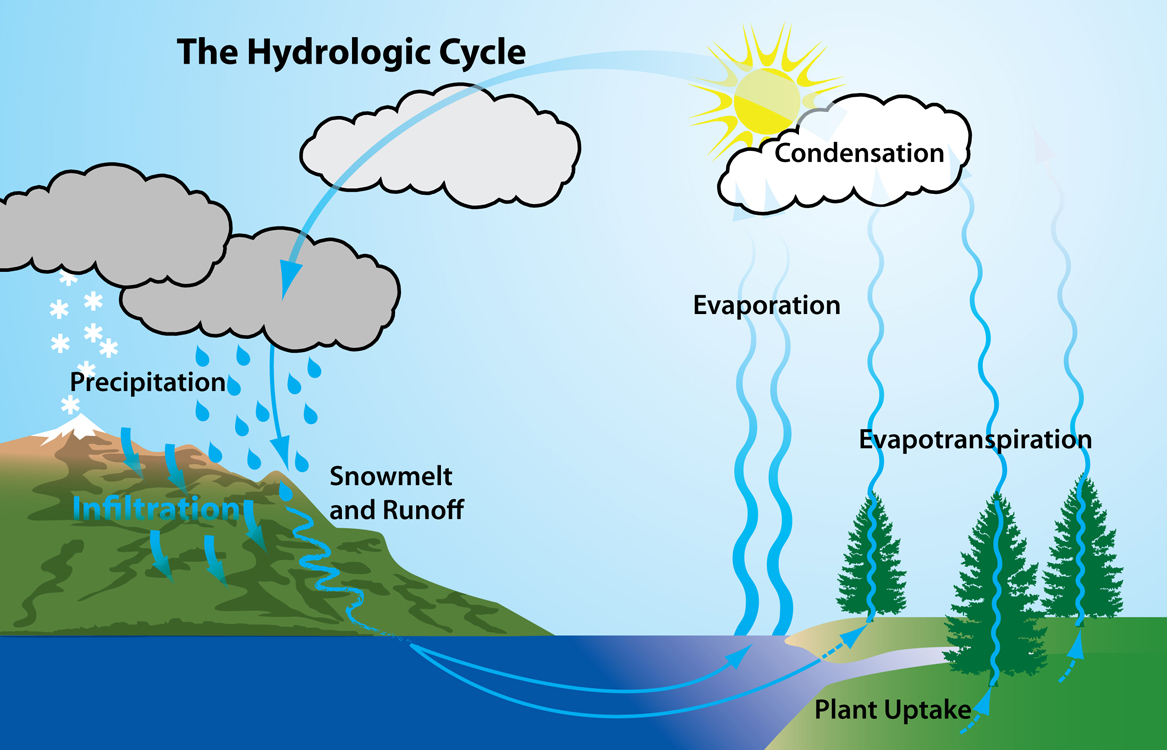 The Hydrologic Cycle
Condensation
Evaporation
Precipitation
Evapotranspiration
Snowmelt
and Runoff
Infiltration
Plant Uptake